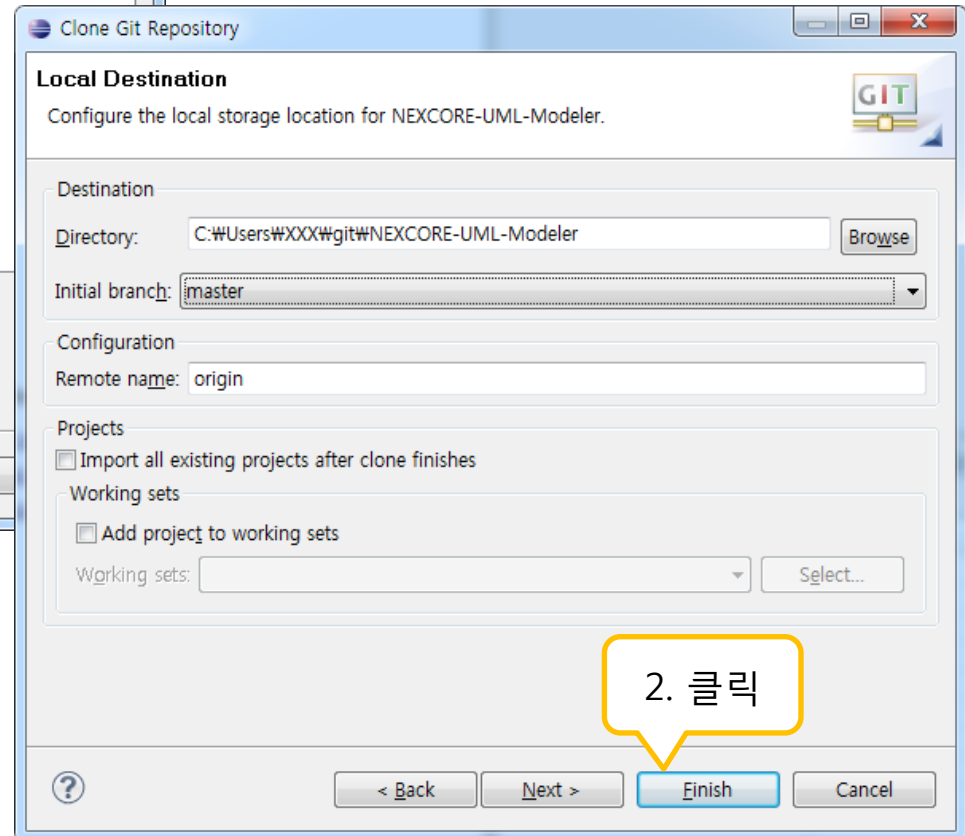 Clone Git Repository
Local Destination
Configure the local storage location for NEXCORE-UML-Modeler.
GIT
Destination
Directory: C:₩Users₩XXX₩git₩NEXCORE-UML-Modeler Browse
Initial branch: master
Configuration
Remote name: origin
Projects
Import all existing projects after clone finishes
Working sets
Add project to working sets
Working sets: Select...
2. 클릭
? < Back Next > Finish Cancel